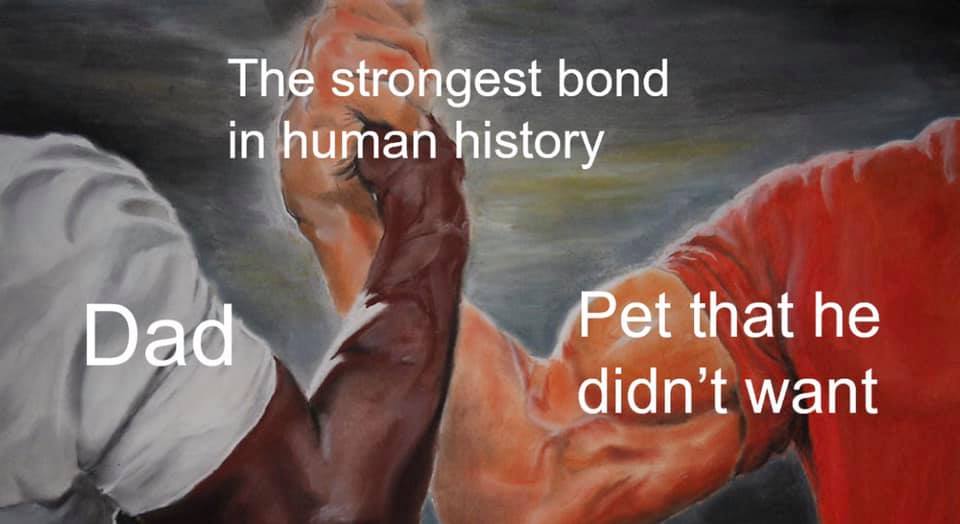 The strongest bond
in human history
Dad
Pet that he
didn’t want